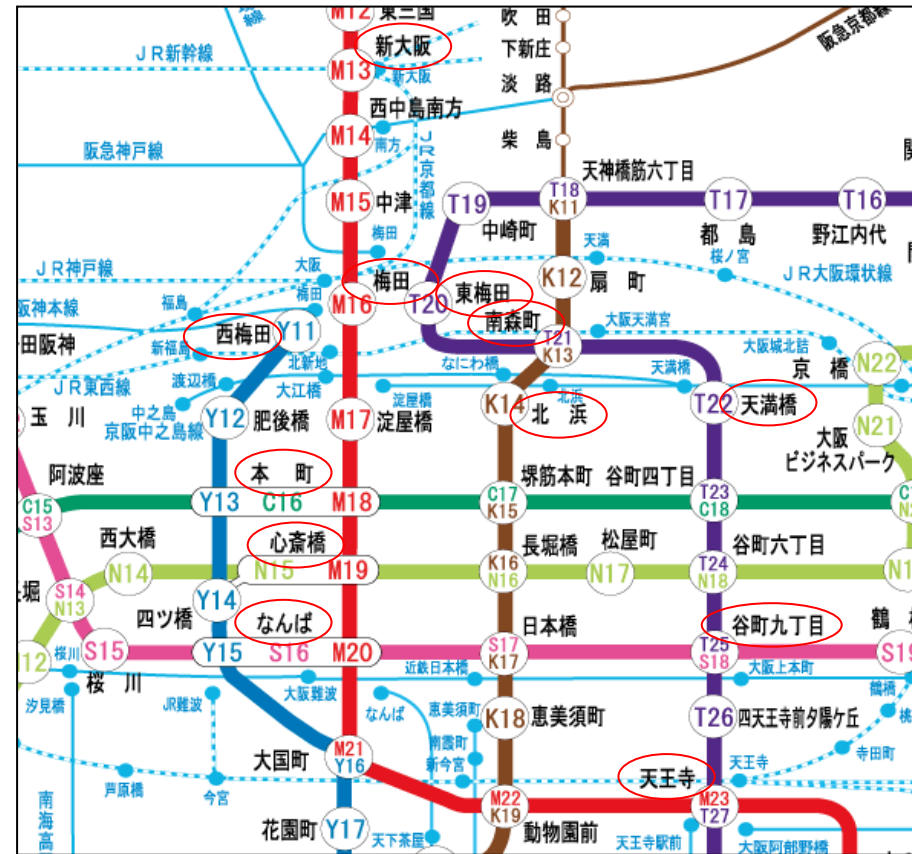 M12
東三国
吹 田
下新庄
阪急京都線
新大阪
JR新幹線
M13
新大阪
淡 路
西中島南方
M14
南方
柴 島
阪急神戸線
JR京都線
天神橋筋六丁目
M15
中津
T19
T18
K11
T17
T16
中崎町
都 島
野江内代
梅田
天満
桜ノ宮
JR神戸線
大阪
梅田
東梅田
K12
扇 町
JR大阪環状線
阪神本線
福島
梅田
M16
T20
南森町
西梅田
Y11
T21
K13
大阪天満宮
田阪神
新福島
北新地
なにわ橋
天満橋
大阪城北詰
京 橋
N22
JR東西線
渡辺橋
大江橋
淀屋橋
北浜
中之島
京阪中之島線
玉 川
Y12
肥後橋
M17
淀屋橋
K14
北 浜
T22
天満橋
N21
大阪
ビジネスパーク
阿波座
本 町
堺筋本町
谷町四丁目
C15
S13
Y13
C16
M18
C17
K15
T23
C18
西大橋
心斎橋
長堀橋
松屋町
谷町六丁目
N14
N15
M19
K16
N16
N17
T24
N18
S14
N13
Y14
四ツ橋
なんば
日本橋
谷町九丁目
S15
Y15
S16
M20
S17
K17
T25
S18
S19
桜川
桜 川
大阪難波
近鉄日本橋
大阪上本町
鶴橋
汐見橋
JR難波
なんば
恵美須町
K18
恵美須町
T26
四天王寺前夕陽ケ丘
南霞町
新今宮
寺田町
大国町
M21
Y16
天王寺
天王寺
芦原橋
今宮
M22
K19
M23
T27
南海高
花園町
Y17
天下茶屋
動物園前
天王寺駅前
大阪阿部野橋